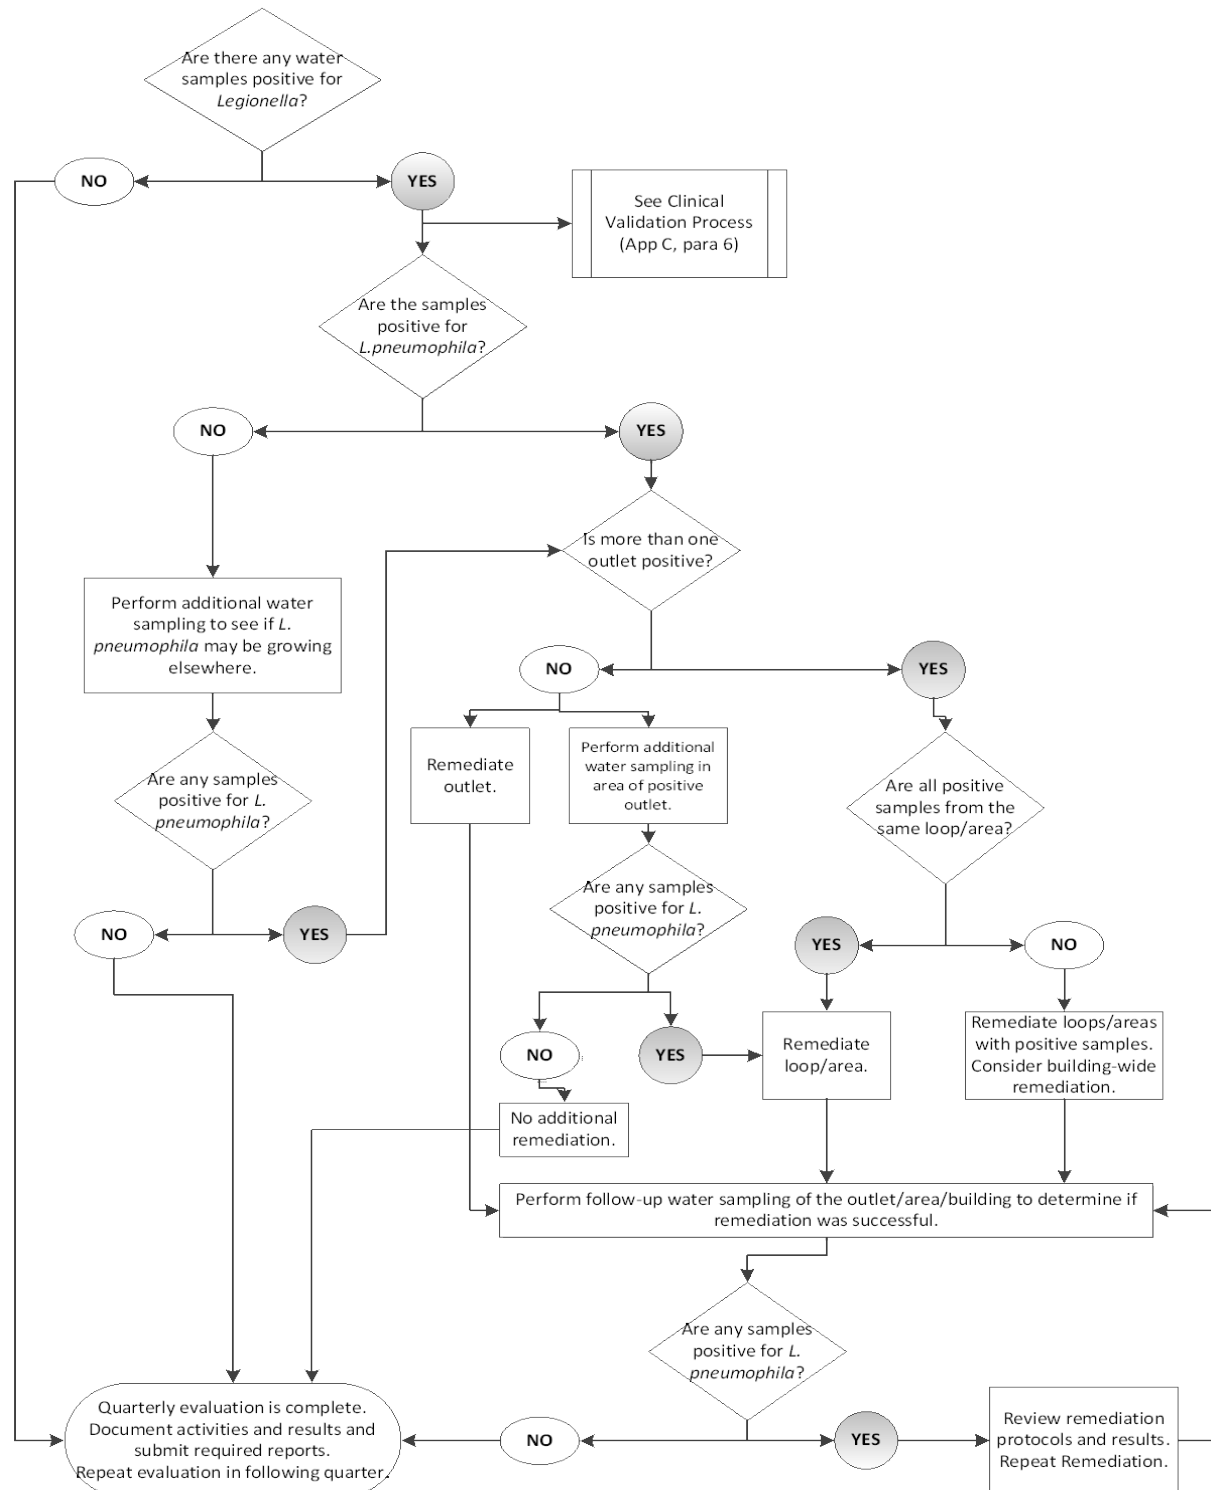 Are there any water
samples positive for
Legionella?
NO
YES
See Clinical
Validation Process
(App C, para 6)
Are the samples
positive for
L.pneumophila?
NO
YES
Is more than one
outlet positive?
Perform additional water
sampling to see if L.
pneumophila may be growing
elsewhere.
NO
YES
Remediate
outlet.
Perform additional
water sampling in
area of positive
outlet.
Are any samples
positive for L.
pneumophila?
Are all positive
samples from the
same loop/area?
Are any samples
positive for L.
pneumophila?
NO
YES
YES
NO
NO
YES
Remediate
loop/area.
Remediate loops/areas
with positive samples.
Consider building-wide
remediation.
No additional
remediation.
Perform follow-up water sampling of the outlet/area/building to determine if
remediation was successful.
Are any samples
positive for L.
pneumophila?
Quarterly evaluation is complete.
Document activities and results and
submit required reports.
Repeat evaluation in following quarter.
NO
YES
Review remediation
protocols and results.
Repeat Remediation.